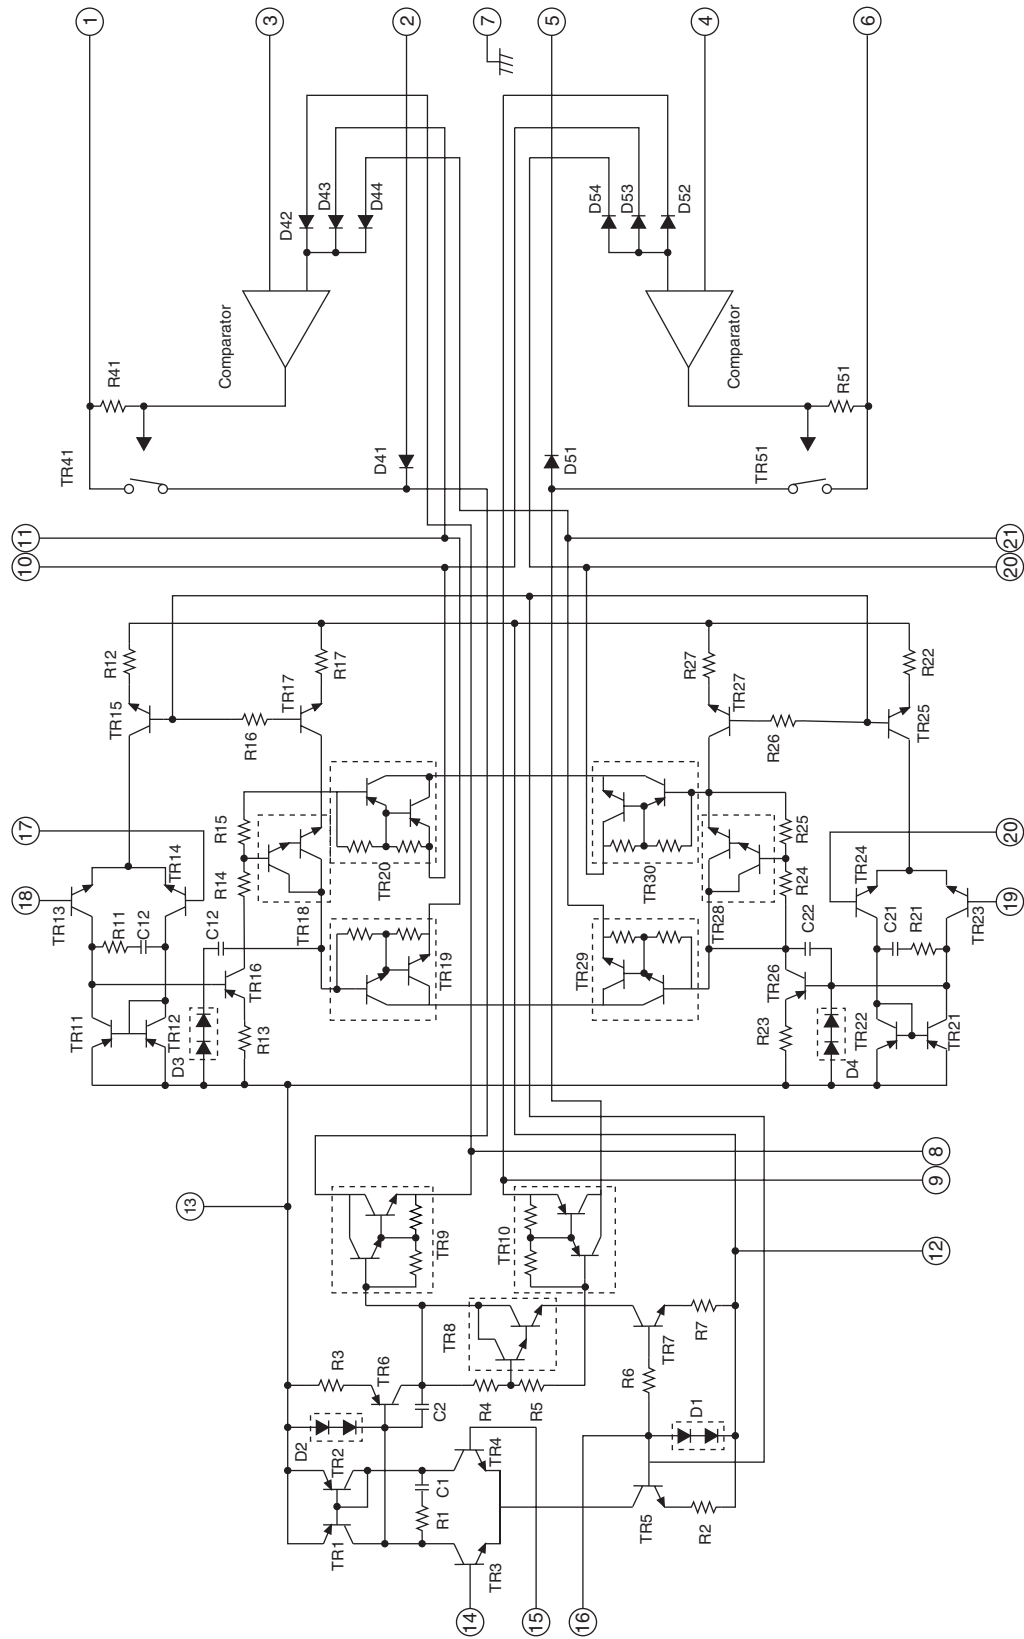 1
3
2
7
5
4
6
D42
D43
D44
D54
D53
D52
Comparator
Comparator
R41
R51
TR41
D41
D51
TR51
11
10
21
20
R12
TR15
R17
TR17
R16
R27
TR27
R26
R22
TR25
17
18
TR14
TR13
R11
C12
C12
R15
R14
TR18
TR20
TR19
TR16
TR11
TR12
D3
R13
TR30
TR29
R25
R24
TR28
C22
TR26
R23
20
TR24
19
TR23
C21
R21
TR22
TR21
D4
13
8
9
12
TR9
TR10
TR8
R3
TR6
D2
TR2
C2
R4
R5
TR4
C1
R1
TR1
TR3
R6
TR7
R7
D1
TR5
R2
14
15
16